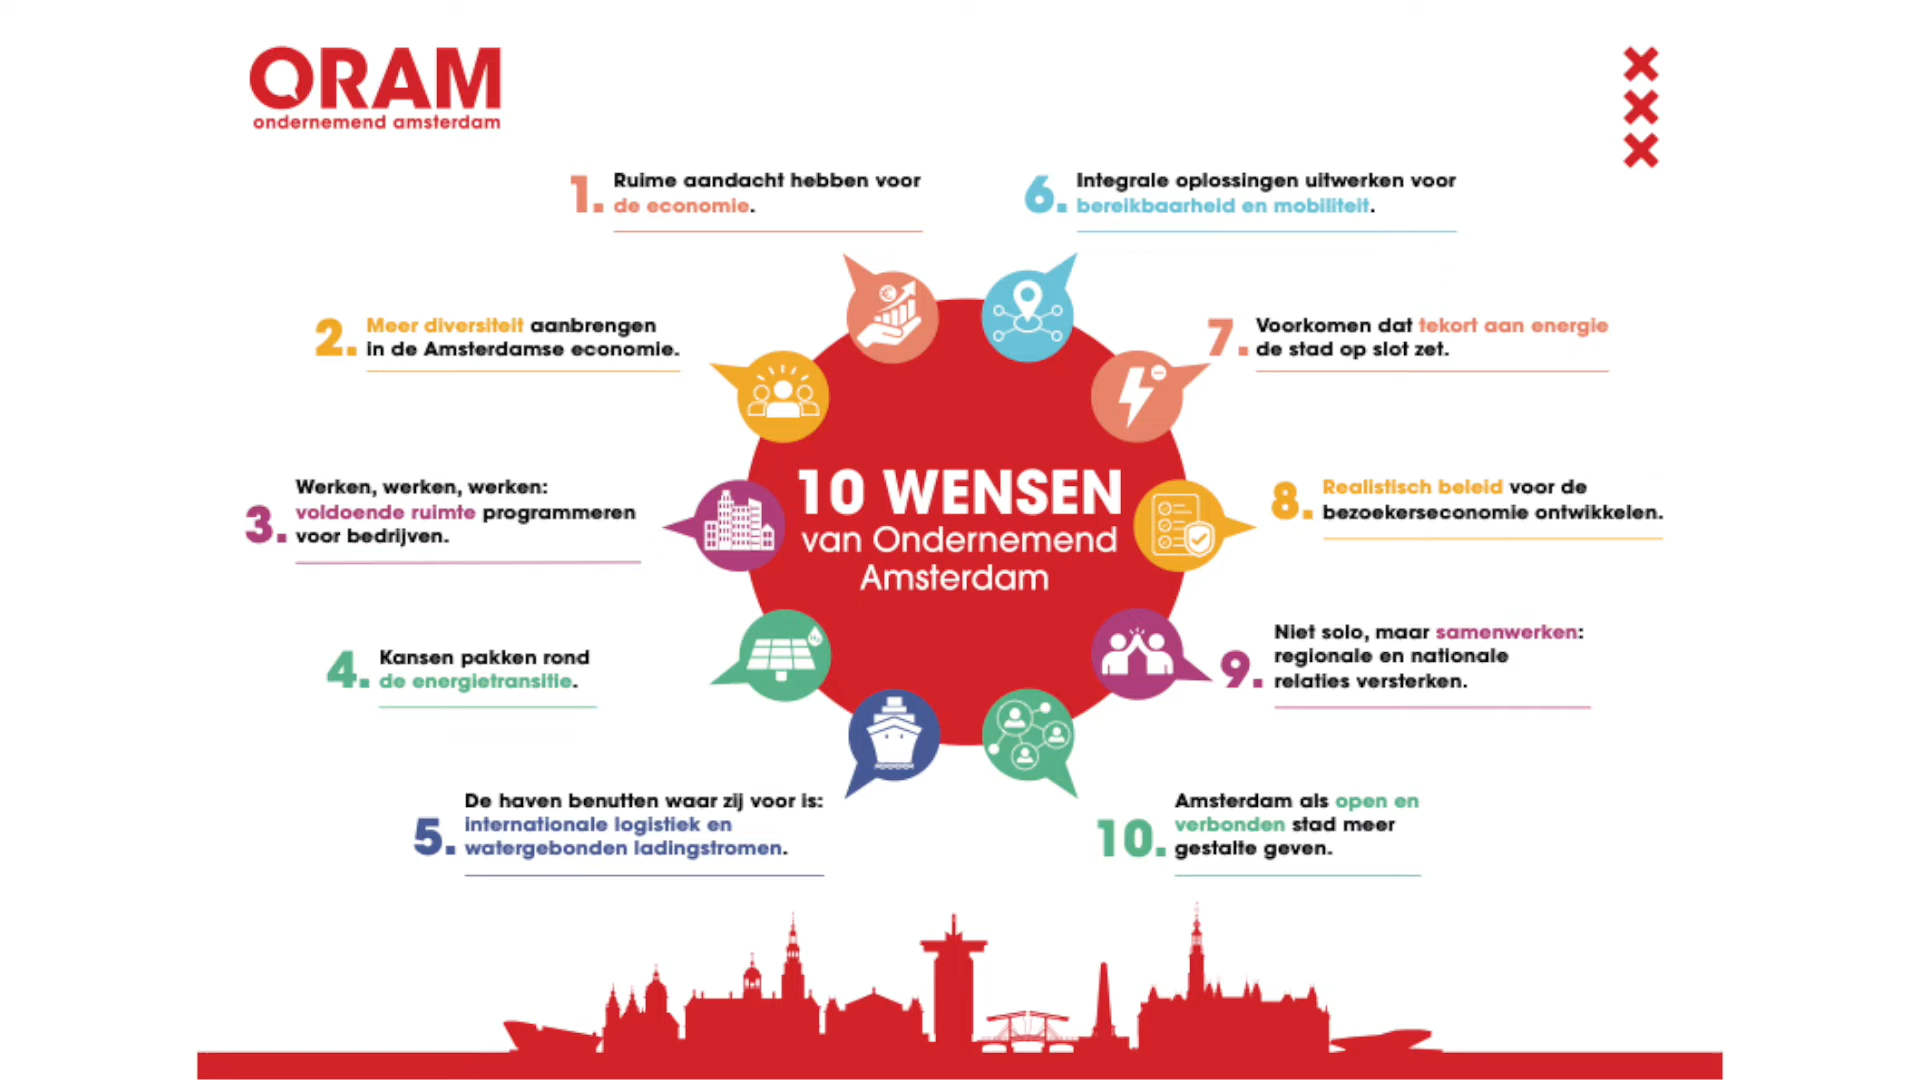 ORAM
ondernemend amsterdam
1. Ruime aandacht hebben voor
de economie.
2. Meer diversiteit aanbrengen
in de Amsterdamse economie.
3. Werken, werken, werken:
voldoende ruimte programmeren
voor bedrijven.
4. Kansen pakken rond
de energietransitie.
5. De haven benutten waar zij voor is:
internationale logistiek en
watergebonden ladingstromen.
10 WENSEN
van Ondernemend
Amsterdam
6. Integrale oplossingen uitwerken voor
bereikbaarheid en mobiliteit.
7. Voorkomen dat tekort aan energie
de stad op slot zet.
8. Realistisch beleid voor de
bezoekerseconomie ontwikkelen.
9. Niet solo, maar samenwerken:
regionale en nationale
relaties versterken.
10. Amsterdam als open en
verbonden stad meer
gestalte geven.